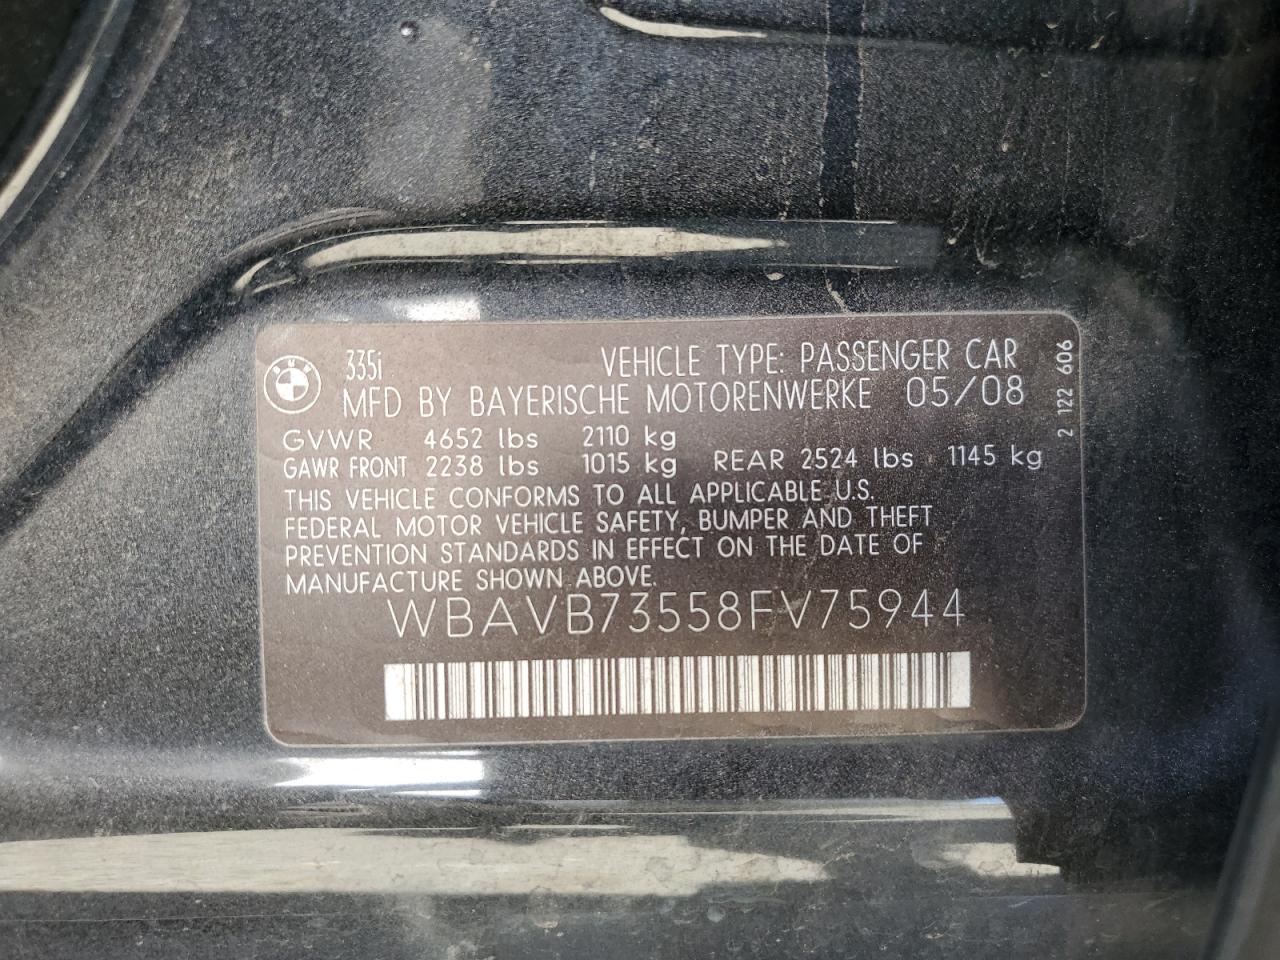 BMW
335i VEHICLE TYPE: PASSENGER CAR
MFD BY BAYERISCHE MOTORENWERKE 05/08
GVWR 4652 lbs 2110 kg
GAWR FRONT 2238 lbs 1015 kg REAR 2524 lbs 1145 kg
THIS VEHICLE CONFORMS TO ALL APPLICABLE U.S.
FEDERAL MOTOR VEHICLE SAFETY, BUMPER AND THEFT
PREVENTION STANDARDS IN EFFECT ON THE DATE OF
MANUFACTURE SHOWN ABOVE.
WBAVB73558FV75944
2 122 606